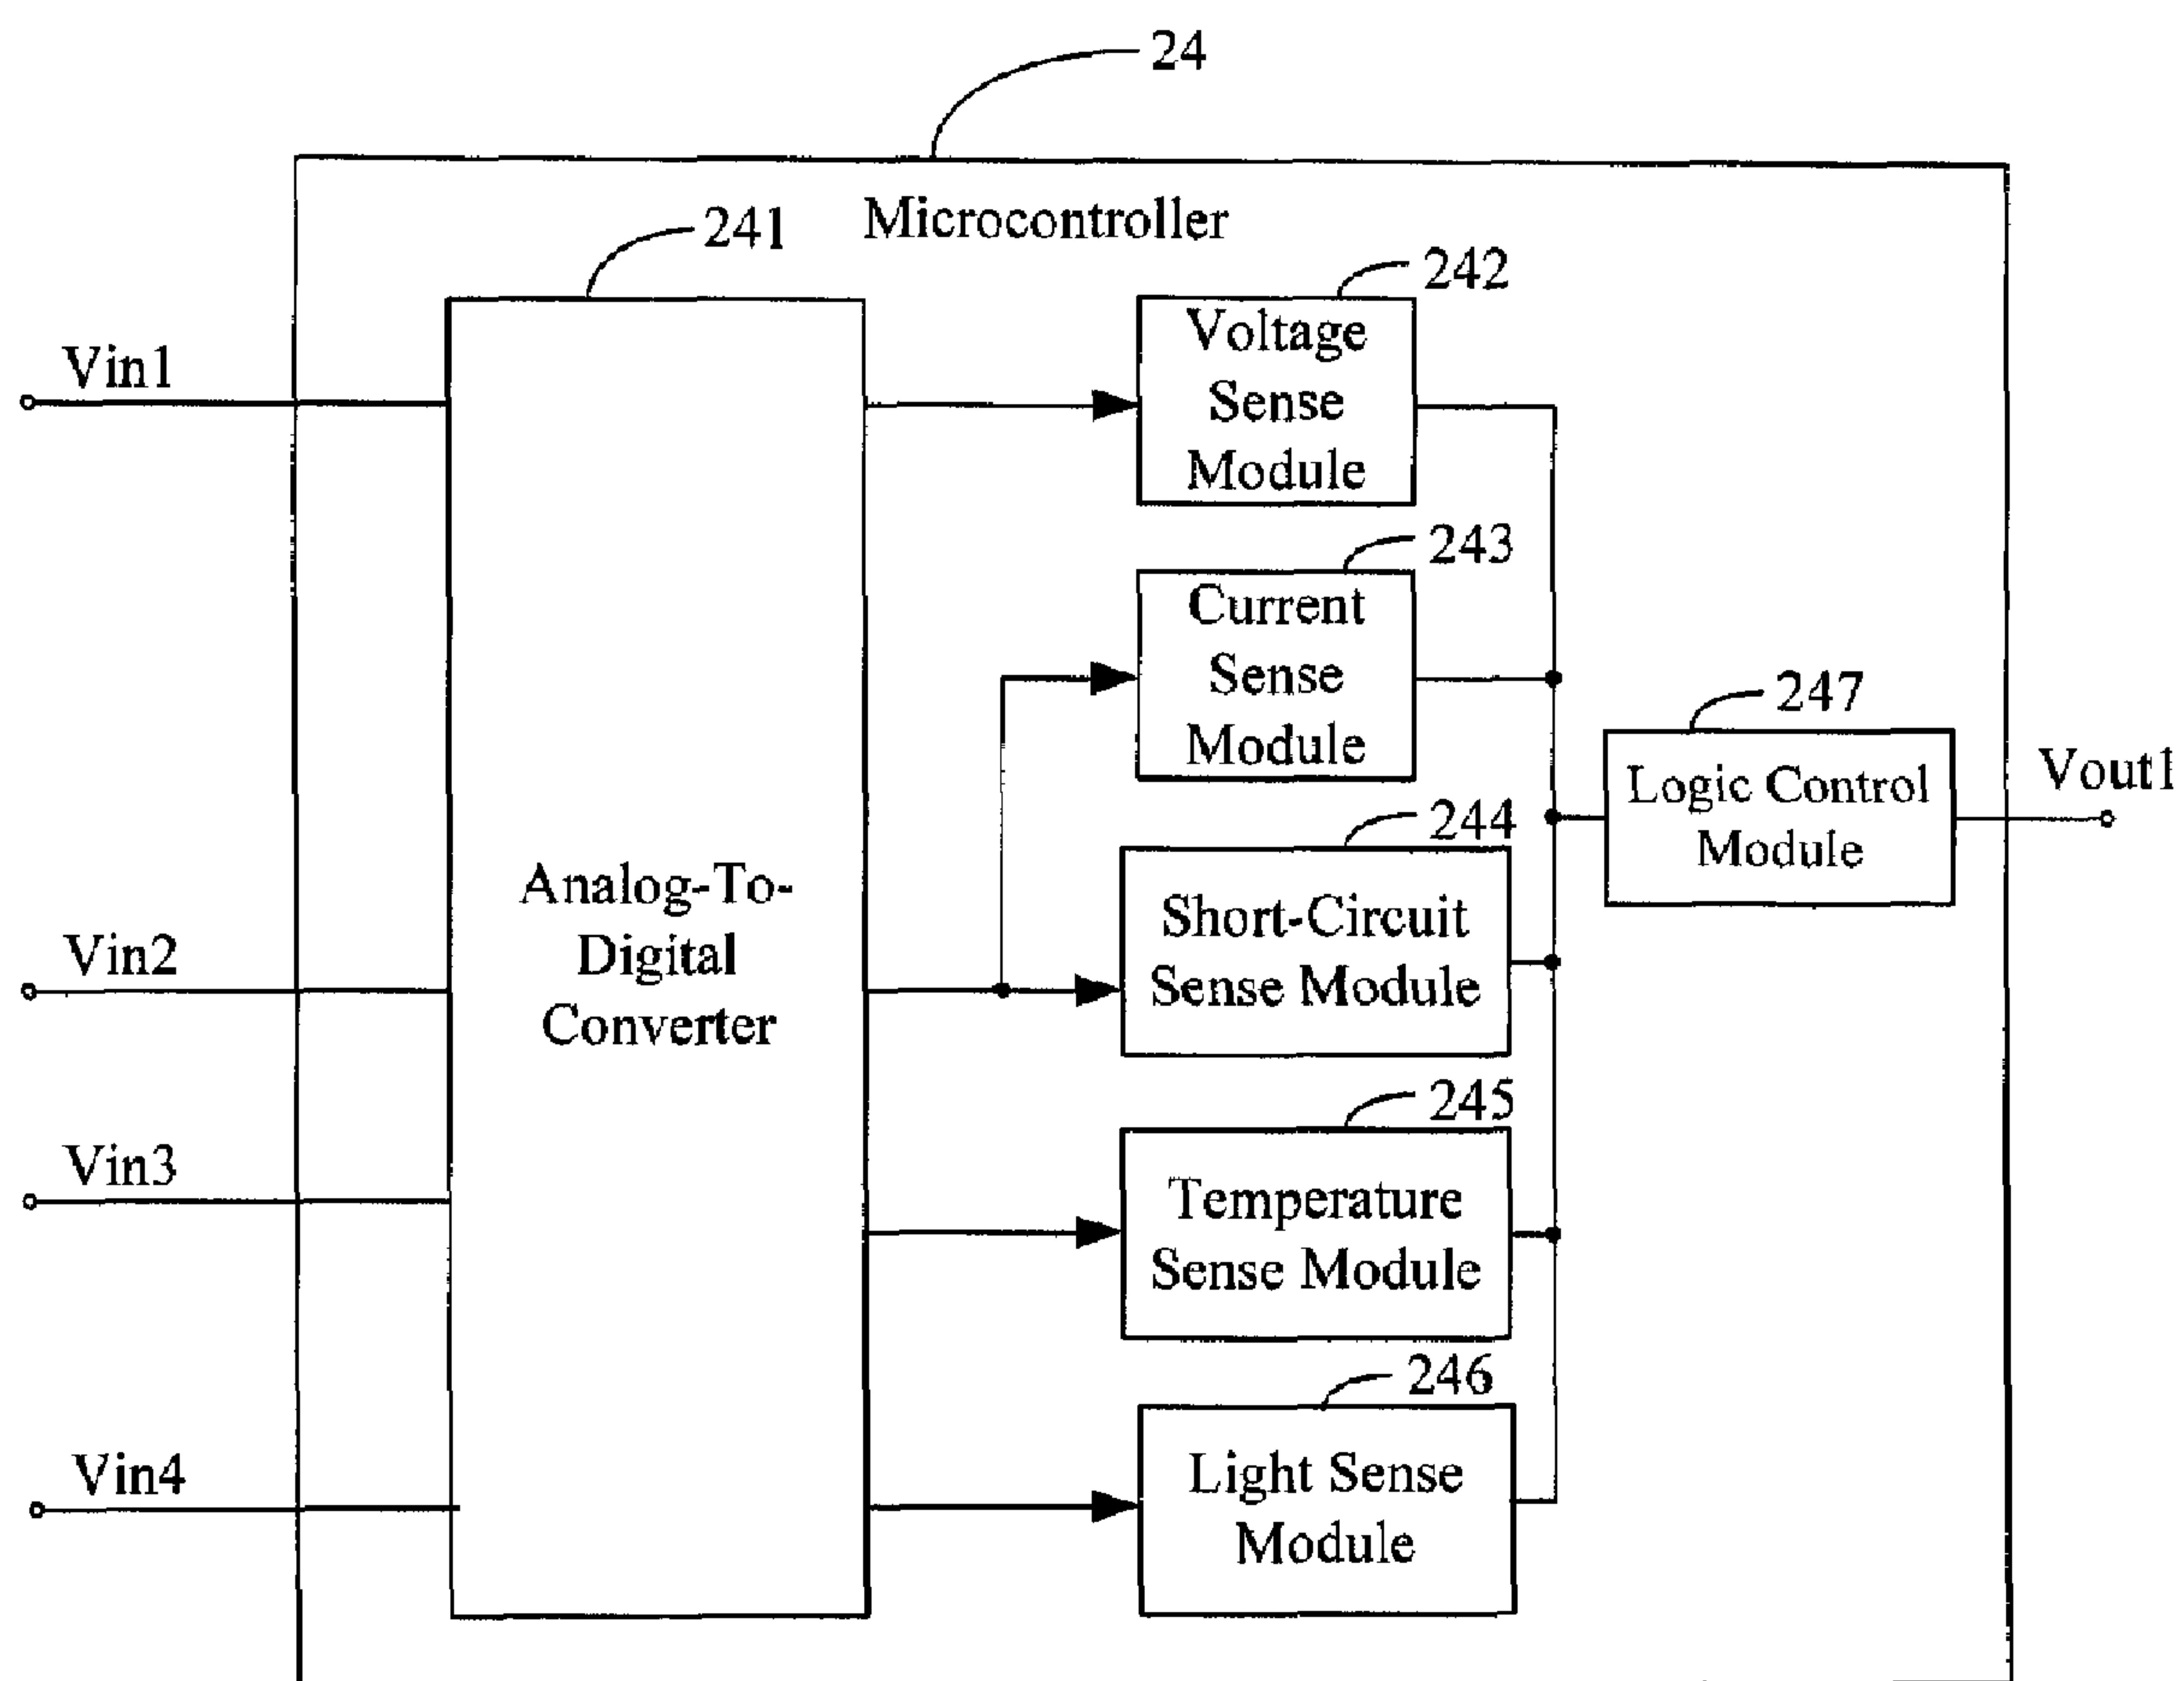 24
Microcontroller
241
242
Vin1
Voltage
Sense
Module
243
Current
Sense
Module
247
Logic Control
Module
Vout1
244
Short-Circuit
Sense Module
Analog-To-
Digital
Converter
Vin2
245
Temperature
Sense Module
Vin3
246
Light Sense
Module
Vin4